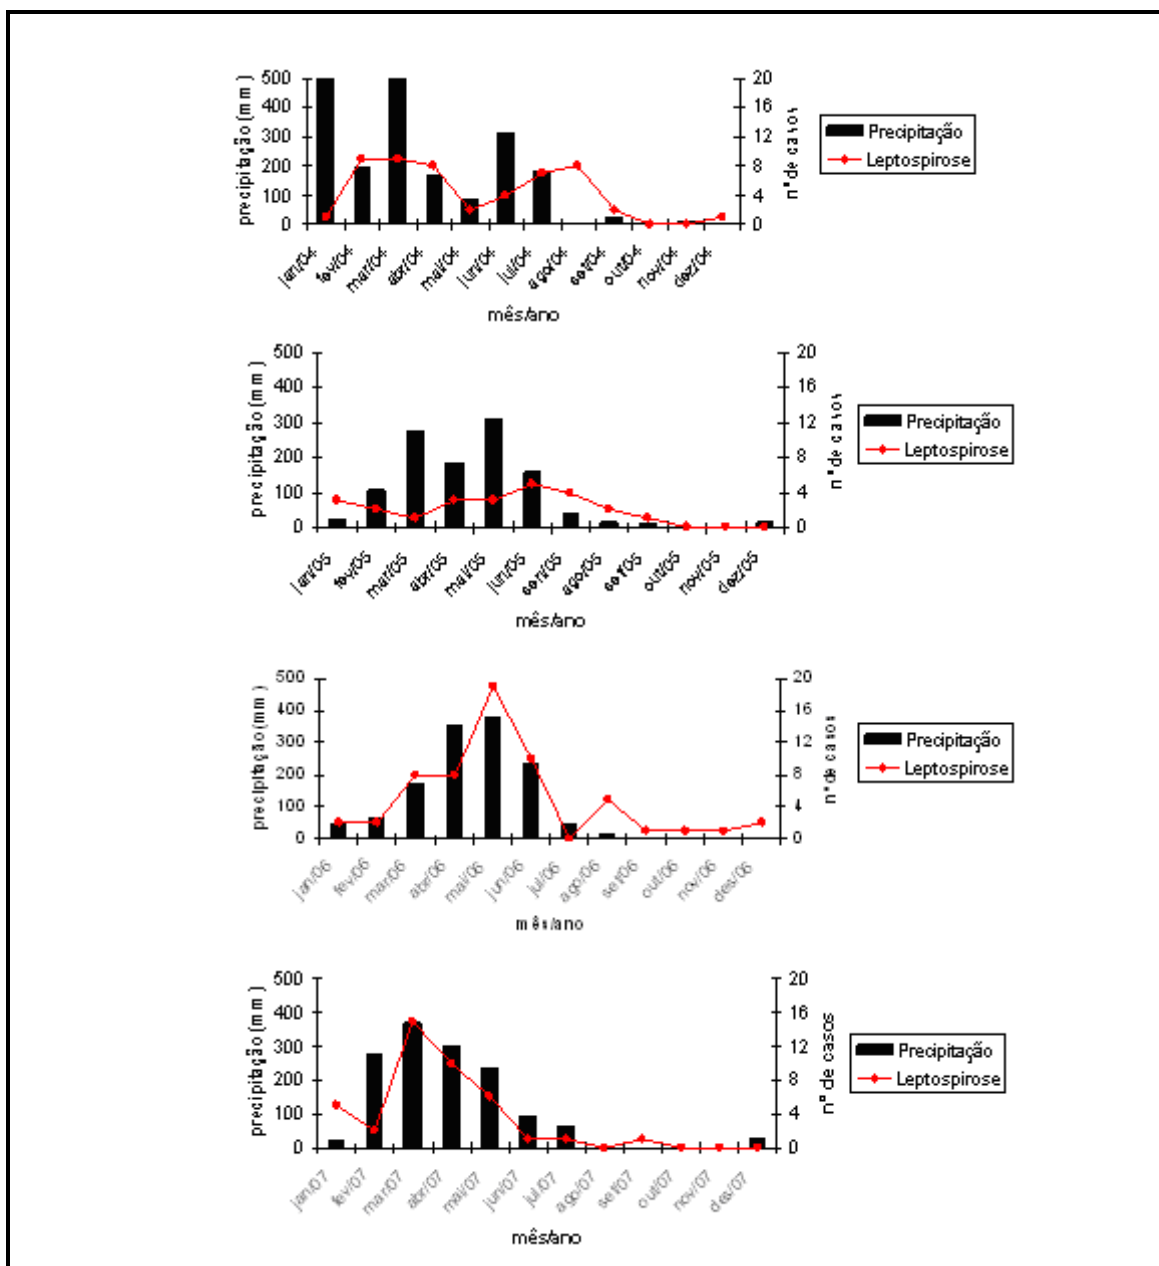 precipitação (mm)
500
400
300
200
100
0
20
16
12
8
4
0
n° de casos
Precipitação
Leptospirose
jan/04
fev/04
mar/04
abr/04
mai/04
jun/04
jul/04
ago/04
set/04
out/04
nov/04
dez/04
mês/ano
precipitação (mm)
500
400
300
200
100
0
20
16
12
8
4
0
n° de casos
Precipitação
Leptospirose
jan/05
fev/05
mar/05
abr/05
mai/05
jun/05
ago/05
set/05
out/05
nov/05
dez/05
mês/ano
precipitação (mm)
500
400
300
200
100
0
20
16
12
8
4
0
n° de casos
Precipitação
Leptospirose
jan/06
fev/06
mar/06
abr/06
mai/06
jun/06
jul/06
ago/06
set/06
out/06
nov/06
des/06
mês/ano
precipitação (mm)
500
400
300
200
100
0
20
16
12
8
4
0
n° de casos
Precipitação
Leptospirose
jan/07
fev/07
mar/07
abr/07
mai/07
jun/07
jul/07
ago/07
set/07
out/07
nov/07
des/07
mês/ano